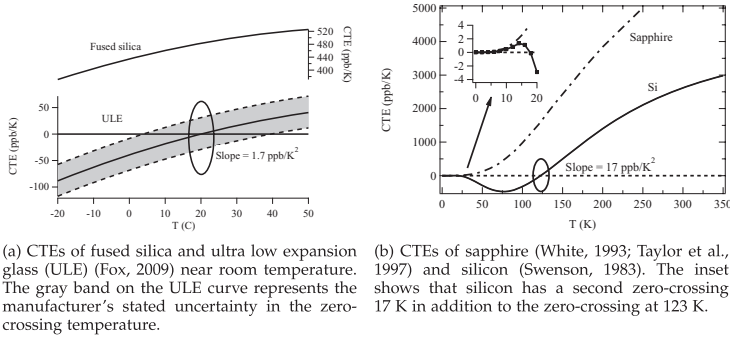 (a)
Fused silica
520
480
440
400
CTE (ppb/K)
50
0
-50
-100
CTE (ppb/K)
ULE
Slope = 1.7 ppb/K2
-20
-10
0
10
20
30
40
50
T (C)
(b)
5000
4000
3000
2000
1000
0
CTE (ppb/K)
4
2
0
-2
-4
0
10
20
Sapphire
Si
Slope = 17 ppb/K2
0
50
100
150
200
250
300
350
T (K)
(a) CTEs of fused silica and ultra low expansion
glass (ULE) (Fox, 2009) near room temperature.
The gray band on the ULE curve represents the
manufacturer's stated uncertainty in the zero-
crossing temperature.
(b) CTEs of sapphire (White, 1993; Taylor et al.,
1997) and silicon (Swenson, 1983). The inset
shows that silicon has a second zero-crossing
17 K in addition to the zero-crossing at 123 K.